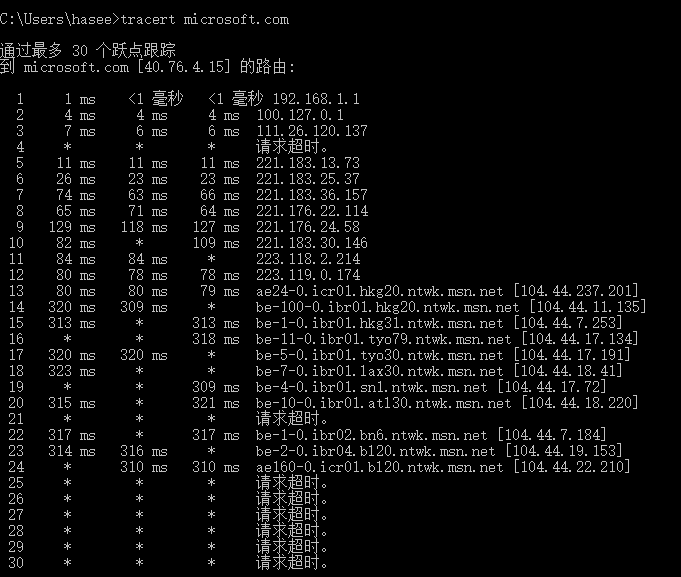 C:\Users\hasee>tracert microsoft.com
通过最多 30 个跃点跟踪
到 microsoft.com [40.76.4.15] 的路由:
1 1 ms <1 毫秒 <1 毫秒 192.168.1.1
2 4 ms 4 ms 4 ms 100.127.0.1
3 7 ms 6 ms 6 ms 111.26.120.137
4 * * * 请求超时。
5 11 ms 11 ms 11 ms 221.183.13.73
6 26 ms 23 ms 23 ms 221.183.25.37
7 74 ms 63 ms 66 ms 221.183.36.157
8 65 ms 71 ms 64 ms 221.176.22.114
9 129 ms 118 ms 127 ms 221.176.24.58
10 82 ms * 109 ms 221.183.30.146
11 84 ms 84 ms * 223.118.2.214
12 80 ms 78 ms 78 ms 223.119.0.174
13 80 ms 80 ms 79 ms ae24-0.icr01.hkg20.ntwk.msn.net [104.44.237.201]
14 320 ms 309 ms * be-100-0.ibr01.hkg20.ntwk.msn.net [104.44.11.135]
15 313 ms * 313 ms be-1-0.ibr01.hkg31.ntwk.msn.net [104.44.7.253]
16 * * 318 ms be-11-0.ibr01.tyo79.ntwk.msn.net [104.44.17.134]
17 320 ms 320 ms * be-5-0.ibr01.tyo30.ntwk.msn.net [104.44.17.191]
18 323 ms * * be-7-0.ibr01.lax30.ntwk.msn.net [104.44.18.41]
19 * * 309 ms be-4-0.ibr01.sn1.ntwk.msn.net [104.44.17.72]
20 315 ms * 321 ms be-10-0.ibr01.atl30.ntwk.msn.net [104.44.18.220]
21 * * * 请求超时。
22 317 ms * 317 ms be-1-0.ibr02.bn6.ntwk.msn.net [104.44.7.184]
23 314 ms 316 ms * be-2-0.ibr04.bl20.ntwk.msn.net [104.44.19.153]
24 * 310 ms 310 ms ae160-0.icr01.bl20.ntwk.msn.net [104.44.22.210]
25 * * * 请求超时。
26 * * * 请求超时。
27 * * * 请求超时。
28 * * * 请求超时。
29 * * * 请求超时。
30 * * * 请求超时。